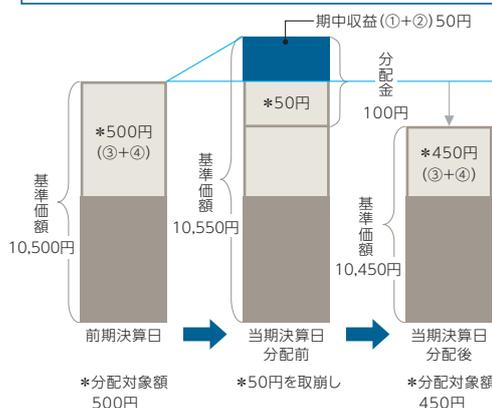 期中収益(①+②)50円
分配金
100円
*50円
*500円
(③+④)
*450円
(③+④)
基準価額
10,500円
基準価額
10,550円
基準価額
10,450円
前期決算日
当期決算日
分配前
当期決算日
分配後
*分配対象額
500円
*50円を取崩し
*分配対象額
450円